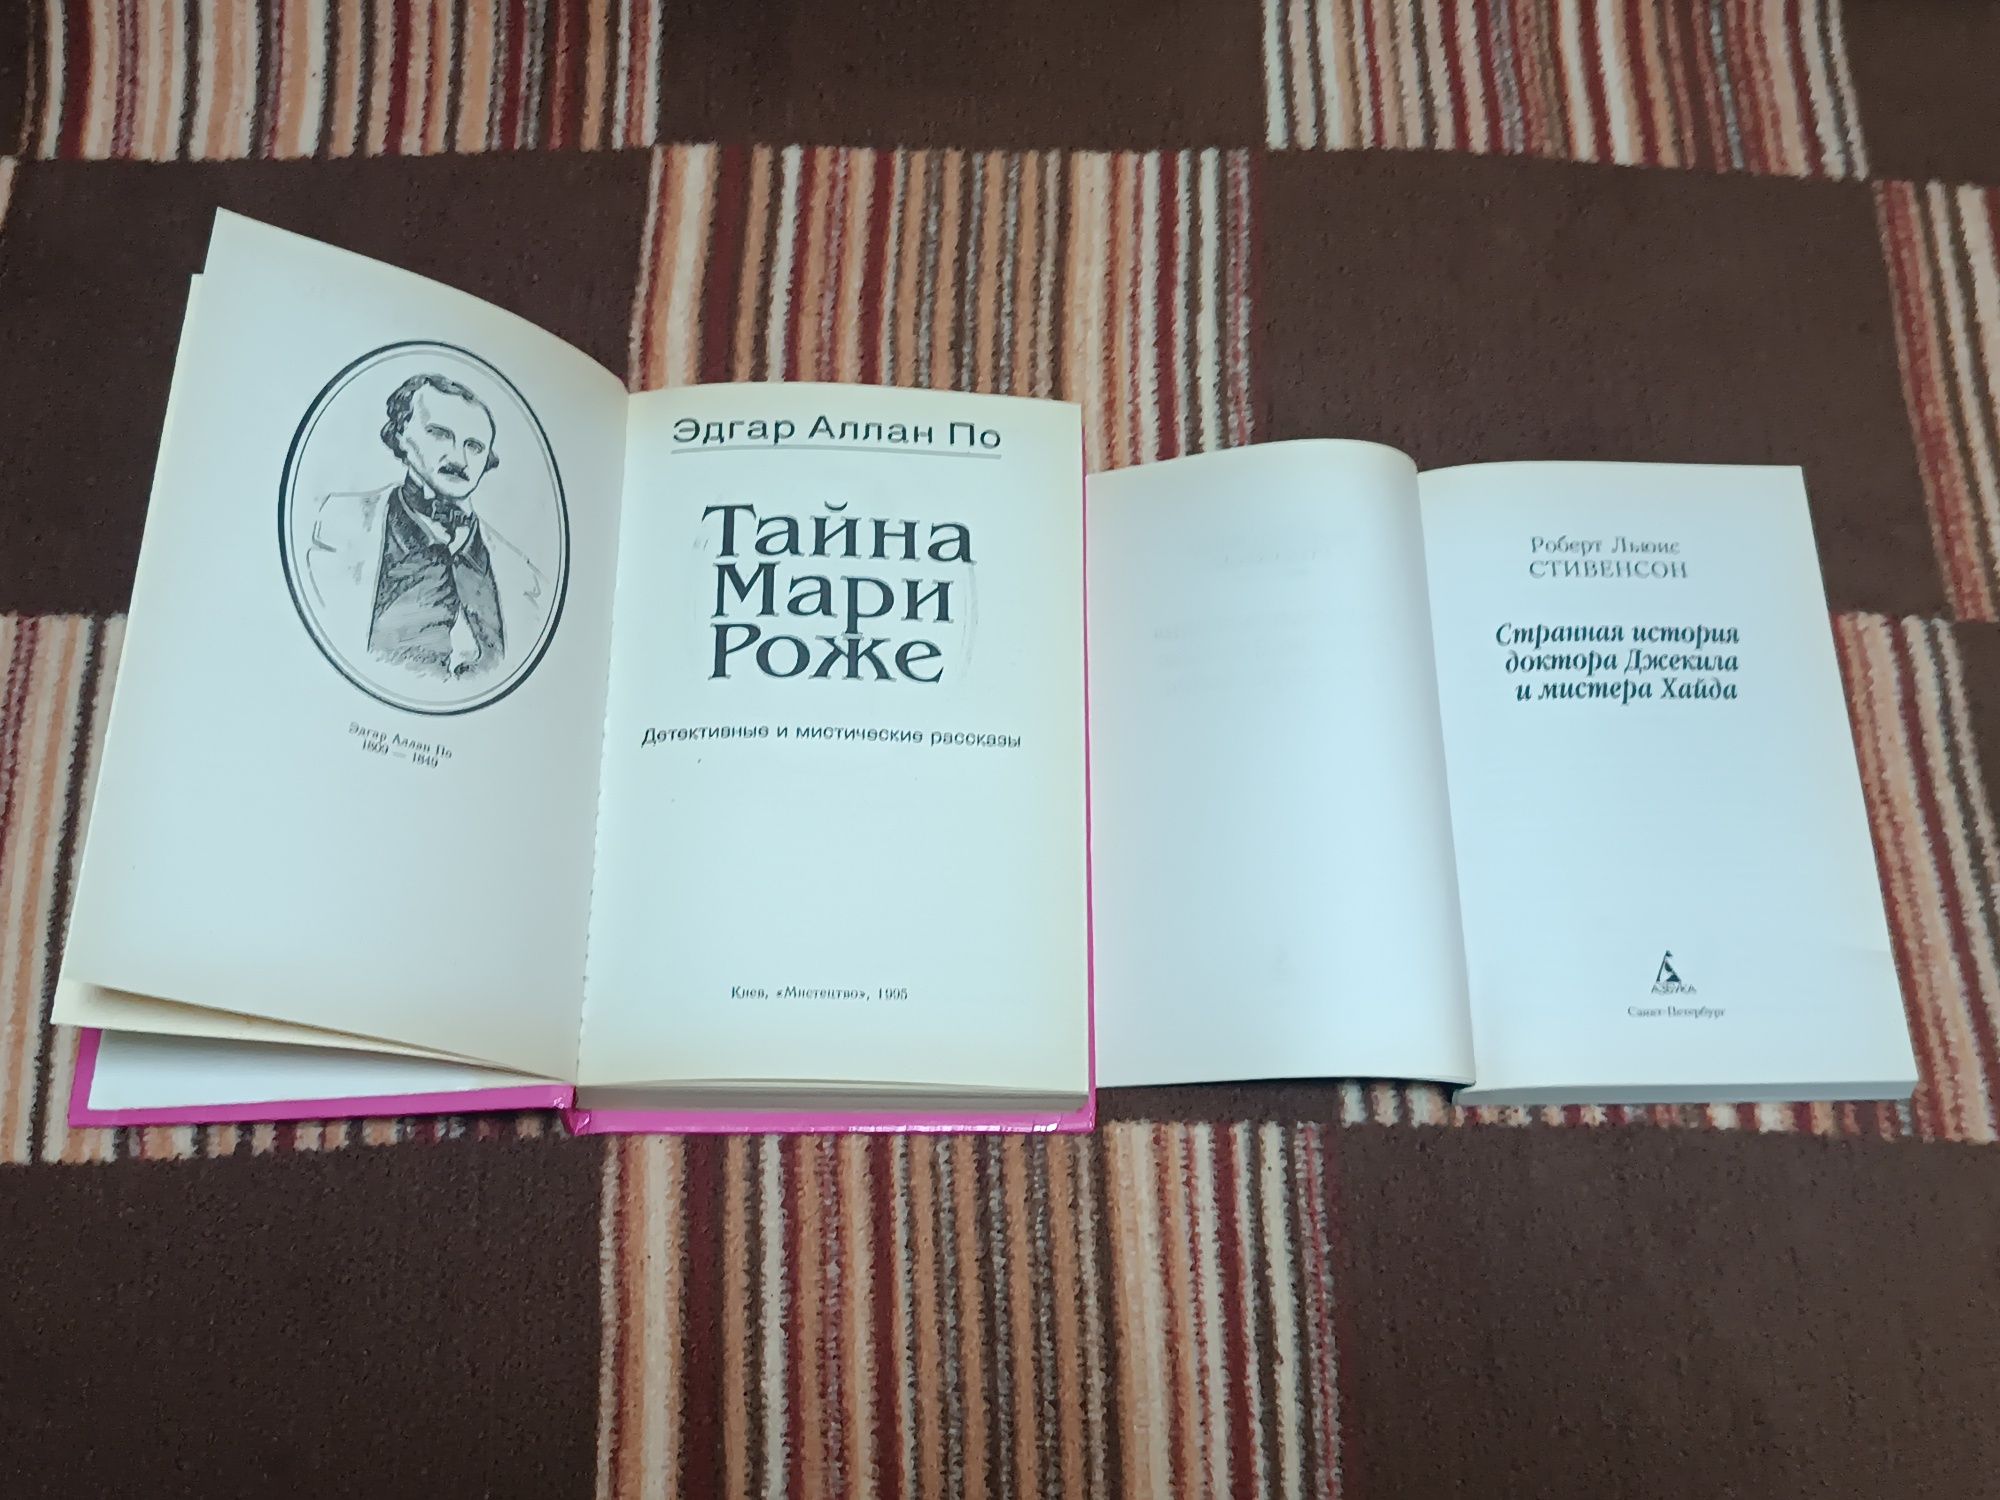 Эдгар Аллан По
1809 — 1849
Эдгар Аллан По
Тайна
Мари
Роже
Детективные и мистические рассказы
Киев, «Мистецтво», 1995
Роберт Льюис
СТИВЕНСОН
Странная история
доктора Джекила
и мистера Хайда
АЗБУКА
Санкт-Петербург